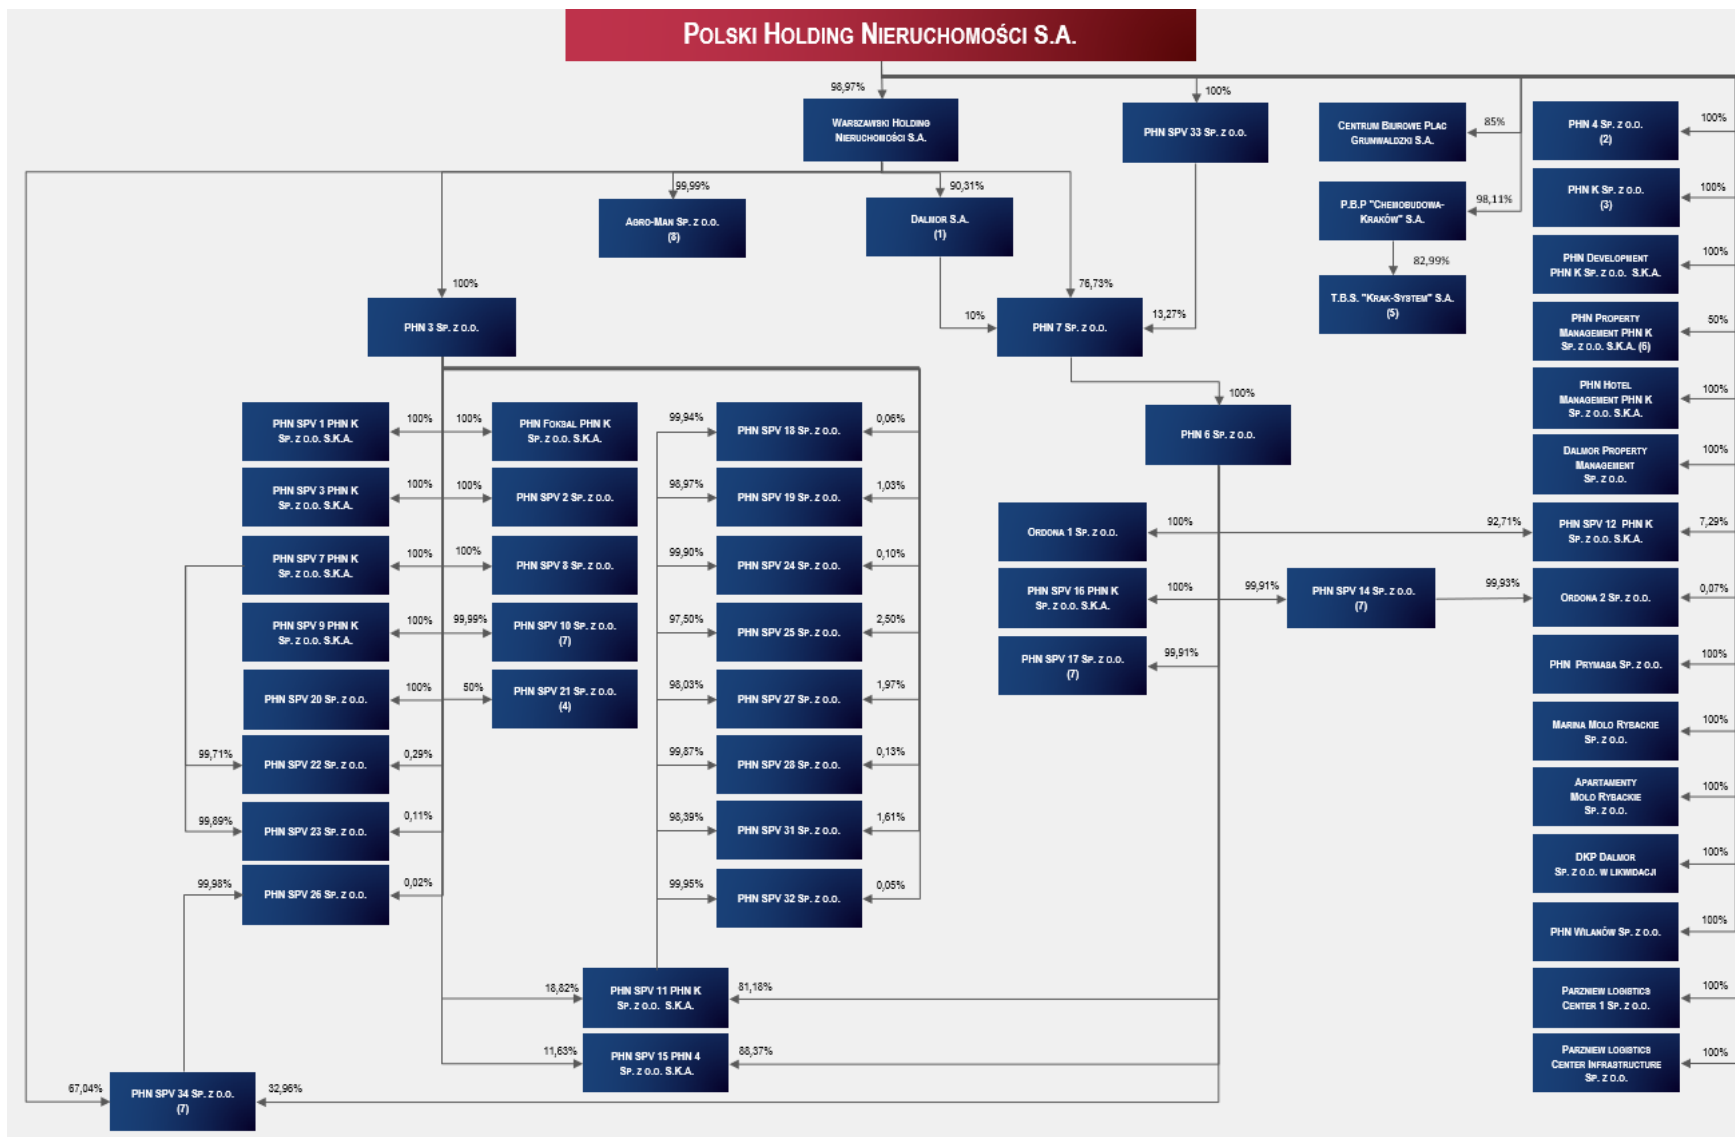 POLSKI HOLDING NIERUCHOMOŚCI S.A.
98,97%
100%
WARSZAWSKI HOLDING
NIERUCHOMOŚCI S.A.
PHN SPV 33 SP. Z O.O.
CENTRUM BIUROWE PLAC
GRUNWALDZKI S.A.
85%
PHN 4 SP. Z O.O.
(2)
100%
99,99%
90,31%
AGRO-MAN SP. Z O.O.
(8)
DALMOR S.A.
(1)
P.B.P "CHEMOBUDOWA-
KRAKÓW" S.A.
98,11%
PHN K SP. Z O.O.
(3)
100%
82,99%
T.B.S. "KRAK-SYSTEM" S.A.
(5)
PHN DEVELOPMENT
PHN K SP. Z O.O. S.K.A.
100%
100%
PHN 3 SP. Z O.O.
76,73%
10%
PHN 7 SP. Z O.O.
13,27%
PHN PROPERTY
MANAGEMENT PHN K
SP. Z O.O. S.K.A. (6)
50%
100%
PHN 6 SP. Z O.O.
PHN HOTEL
MANAGEMENT PHN K
SP. Z O.O. S.K.A.
100%
DALMOR PROPERTY
MANAGEMENT
SP. Z O.O.
100%
PHN SPV 1 PHN K
SP. Z O.O. S.K.A.
100%
100%
PHN FOKSAL PHN K
SP. Z O.O. S.K.A.
99,94%
PHN SPV 18 SP. Z O.O.
0,06%
PHN SPV 3 PHN K
SP. Z O.O. S.K.A.
100%
100%
PHN SPV 2 SP. Z O.O.
98,97%
PHN SPV 19 SP. Z O.O.
1,03%
ORDONA 1 SP. Z O.O.
100%
92,71%
PHN SPV 12 PHN K
SP. Z O.O. S.K.A.
7,29%
PHN SPV 7 PHN K
SP. Z O.O. S.K.A.
100%
100%
PHN SPV 8 SP. Z O.O.
99,90%
PHN SPV 24 SP. Z O.O.
0,10%
PHN SPV 16 PHN K
SP. Z O.O. S.K.A.
100%
99,91%
PHN SPV 14 SP. Z O.O.
(7)
99,93%
ORDONA 2 SP. Z O.O.
0,07%
PHN SPV 9 PHN K
SP. Z O.O. S.K.A.
100%
99,99%
PHN SPV 10 SP. Z O.O.
(7)
97,50%
PHN SPV 25 SP. Z O.O.
2,50%
PHN SPV 17 SP. Z O.O.
(7)
99,91%
PHN PRYMASA SP. Z O.O.
100%
PHN SPV 20 SP. Z O.O.
100%
50%
PHN SPV 21 SP. Z O.O.
(4)
98,03%
PHN SPV 27 SP. Z O.O.
1,97%
MARINA MOLO RYBACKIE
SP. Z O.O.
100%
99,71%
PHN SPV 22 SP. Z O.O.
0,29%
99,87%
PHN SPV 28 SP. Z O.O.
0,13%
APARTAMENTY
MOLO RYBACKIE
SP. Z O.O.
100%
99,89%
PHN SPV 23 SP. Z O.O.
0,11%
98,39%
PHN SPV 31 SP. Z O.O.
1,61%
DKP DALMOR
SP. Z O.O. W LIKWIDACJI
100%
99,98%
PHN SPV 26 SP. Z O.O.
0,02%
99,95%
PHN SPV 32 SP. Z O.O.
0,05%
PHN WILANÓW SP. Z O.O.
100%
18,82%
PHN SPV 11 PHN K
SP. Z O.O. S.K.A.
81,18%
PARZNIEW LOGISTICS
CENTER 1 SP. Z O.O.
100%
11,63%
PHN SPV 15 PHN 4
SP. Z O.O. S.K.A.
88,37%
PARZNIEW LOGISTICS
CENTER INFRASTRUCTURE
SP. Z O.O.
100%
67,04%
PHN SPV 34 SP. Z O.O.
(7)
32,96%